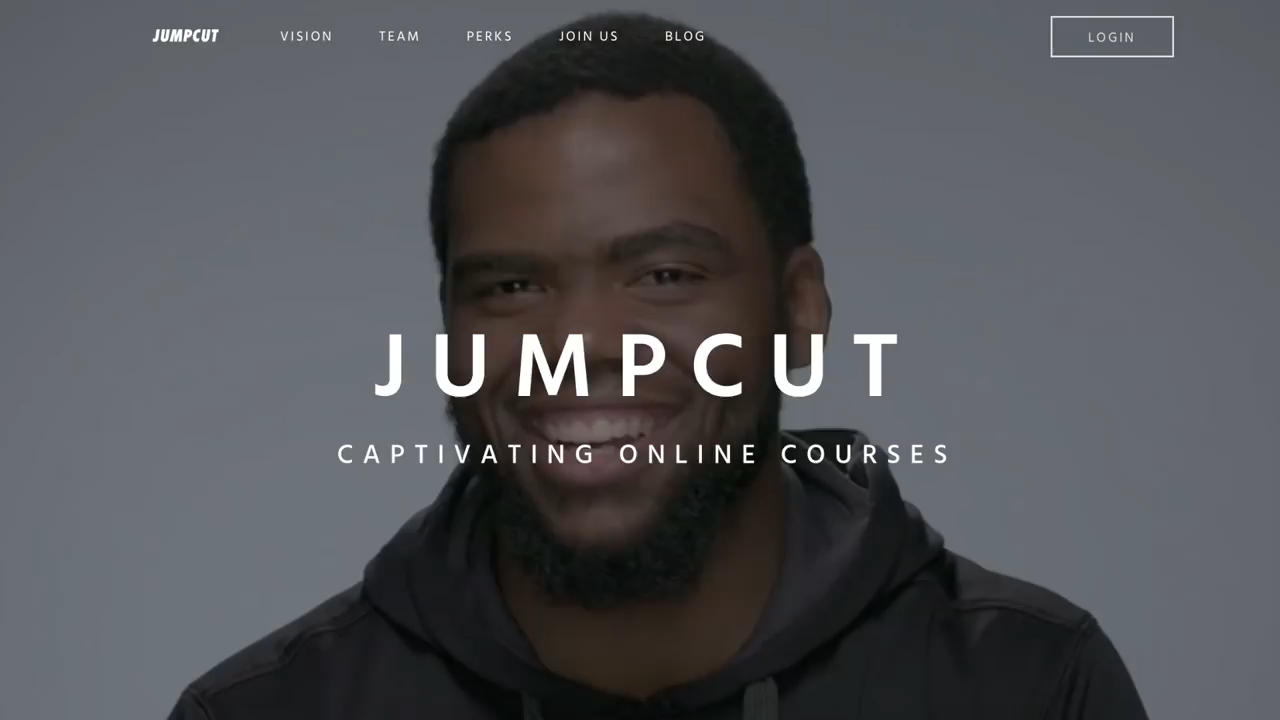 JUMPCUT VISION TEAM PERKS JOIN US BLOG LOGIN
JUMPCUT
CAPTIVATING ONLINE COURSES